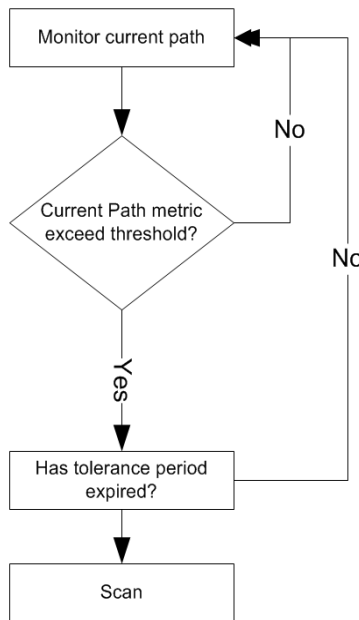 Monitor current path
No
Current Path metric
exceed threshold?
No
Yes
Has tolerance period
expired?
Scan